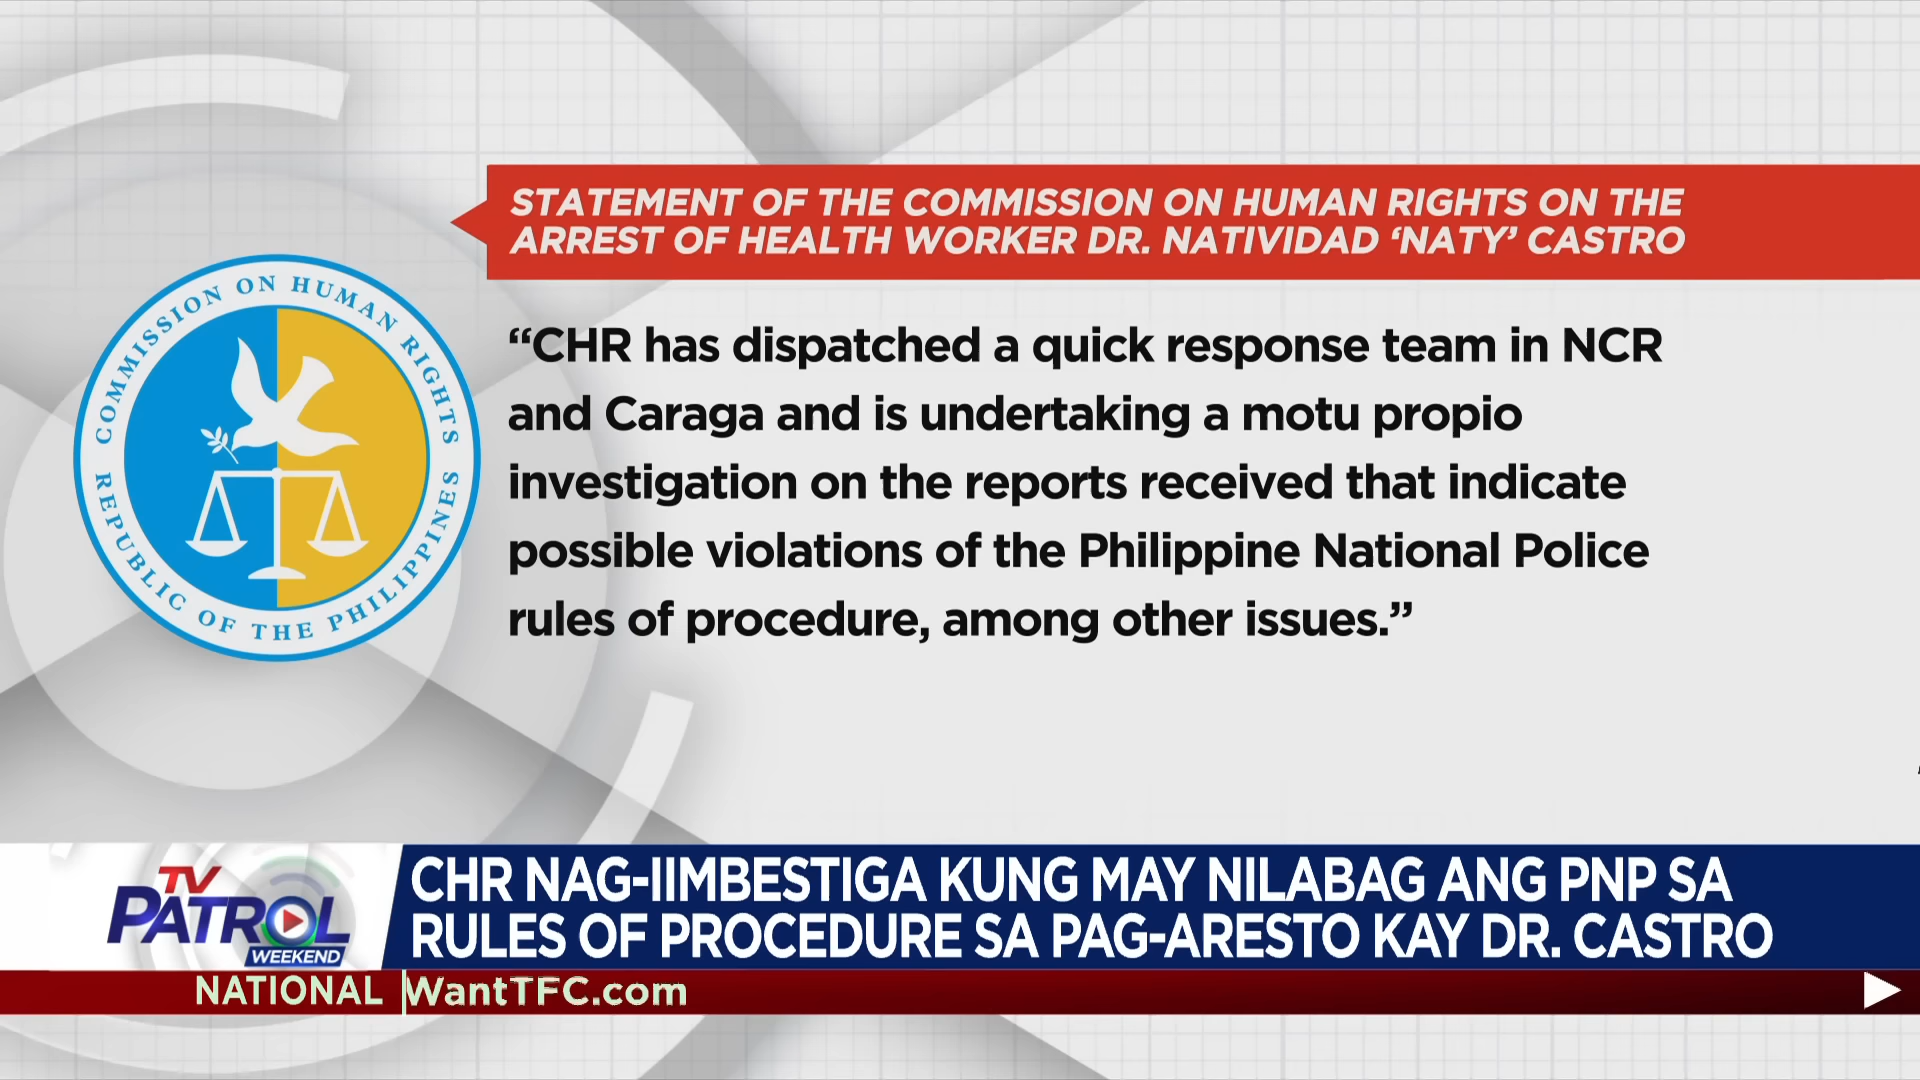 STATEMENT OF THE COMMISSION ON HUMAN RIGHTS ON THE
ARREST OF HEALTH WORKER DR. NATIVIDAD ‘NATY’ CASTRO
COMMISSION ON HUMAN RIGHTS
REPUBLIC OF THE PHILIPPINES
“CHR has dispatched a quick response team in NCR
and Caraga and is undertaking a motu propio
investigation on the reports received that indicate
possible violations of the Philippine National Police
rules of procedure, among other issues.”
TV
PATROL
WEEKEND
CHR NAG-IIMBESTIGA KUNG MAY NILABAG ANG PNP SA
RULES OF PROCEDURE SA PAG-ARESTO KAY DR. CASTRO
NATIONAL
WantTFC.com